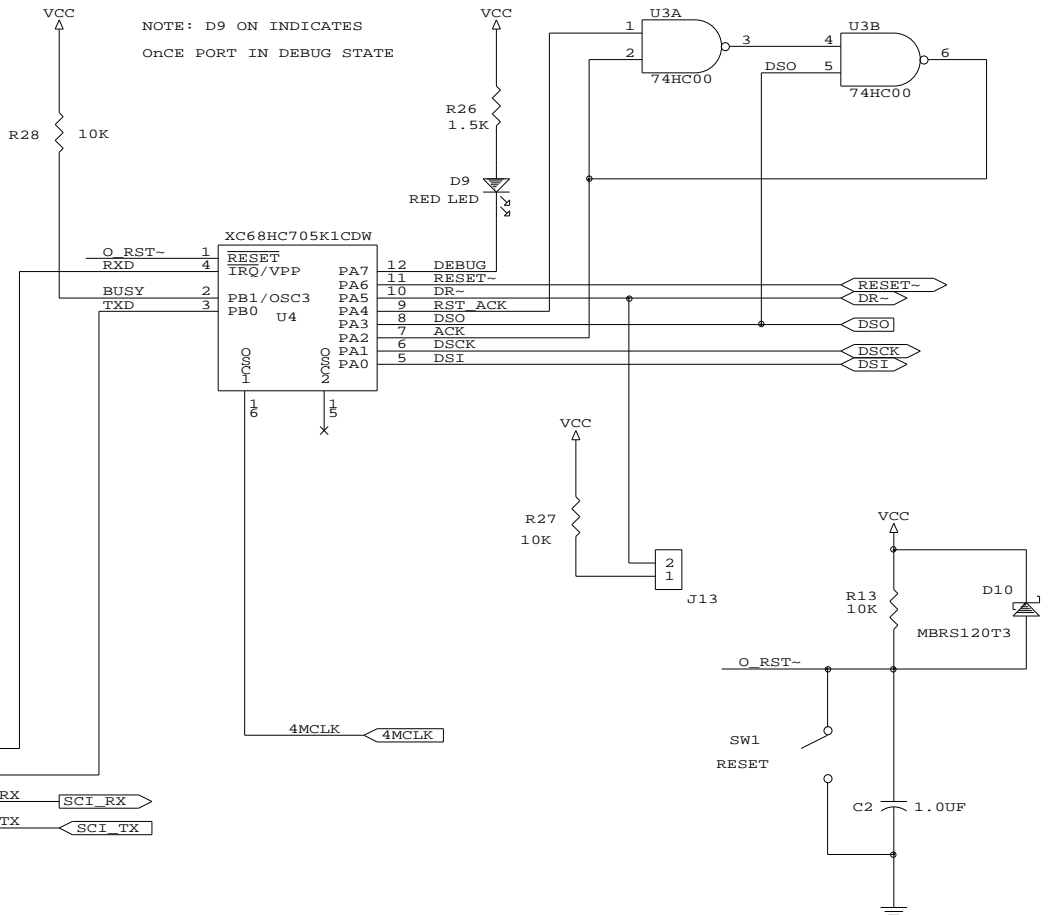 VCC
NOTE: D9 ON INDICATES
OnCE PORT IN DEBUG STATE
VCC
U3A
1
2
3
74HC00
U3B
4
DSO 5
6
74HC00
R28 10K
R26
1.5K
D9
RED LED
XC68HC705K1CDW
O_RST~ 1 RESET
RXD 4 IRQ/VPP
BUSY 2 PB1/OSC3
TXD 3 PB0
U4
PA7 12 DEBUG
PA6 11 RESET~
PA5 10 DR~
PA4 9 RST_ACK
PA3 8 DSO
PA2 7 ACK
PA1 6 DSCK
PA0 5 DSI
OSC1
OSC2
16
15
RESET~
DR~
DSO
DSCK
DSI
VCC
R27
10K
2
1
J13
VCC
R13
10K
D10
MBRS120T3
O_RST~
4MCLK
4MCLK
SW1
RESET
C2 1.0UF
RX SCI_RX
TX SCI_TX